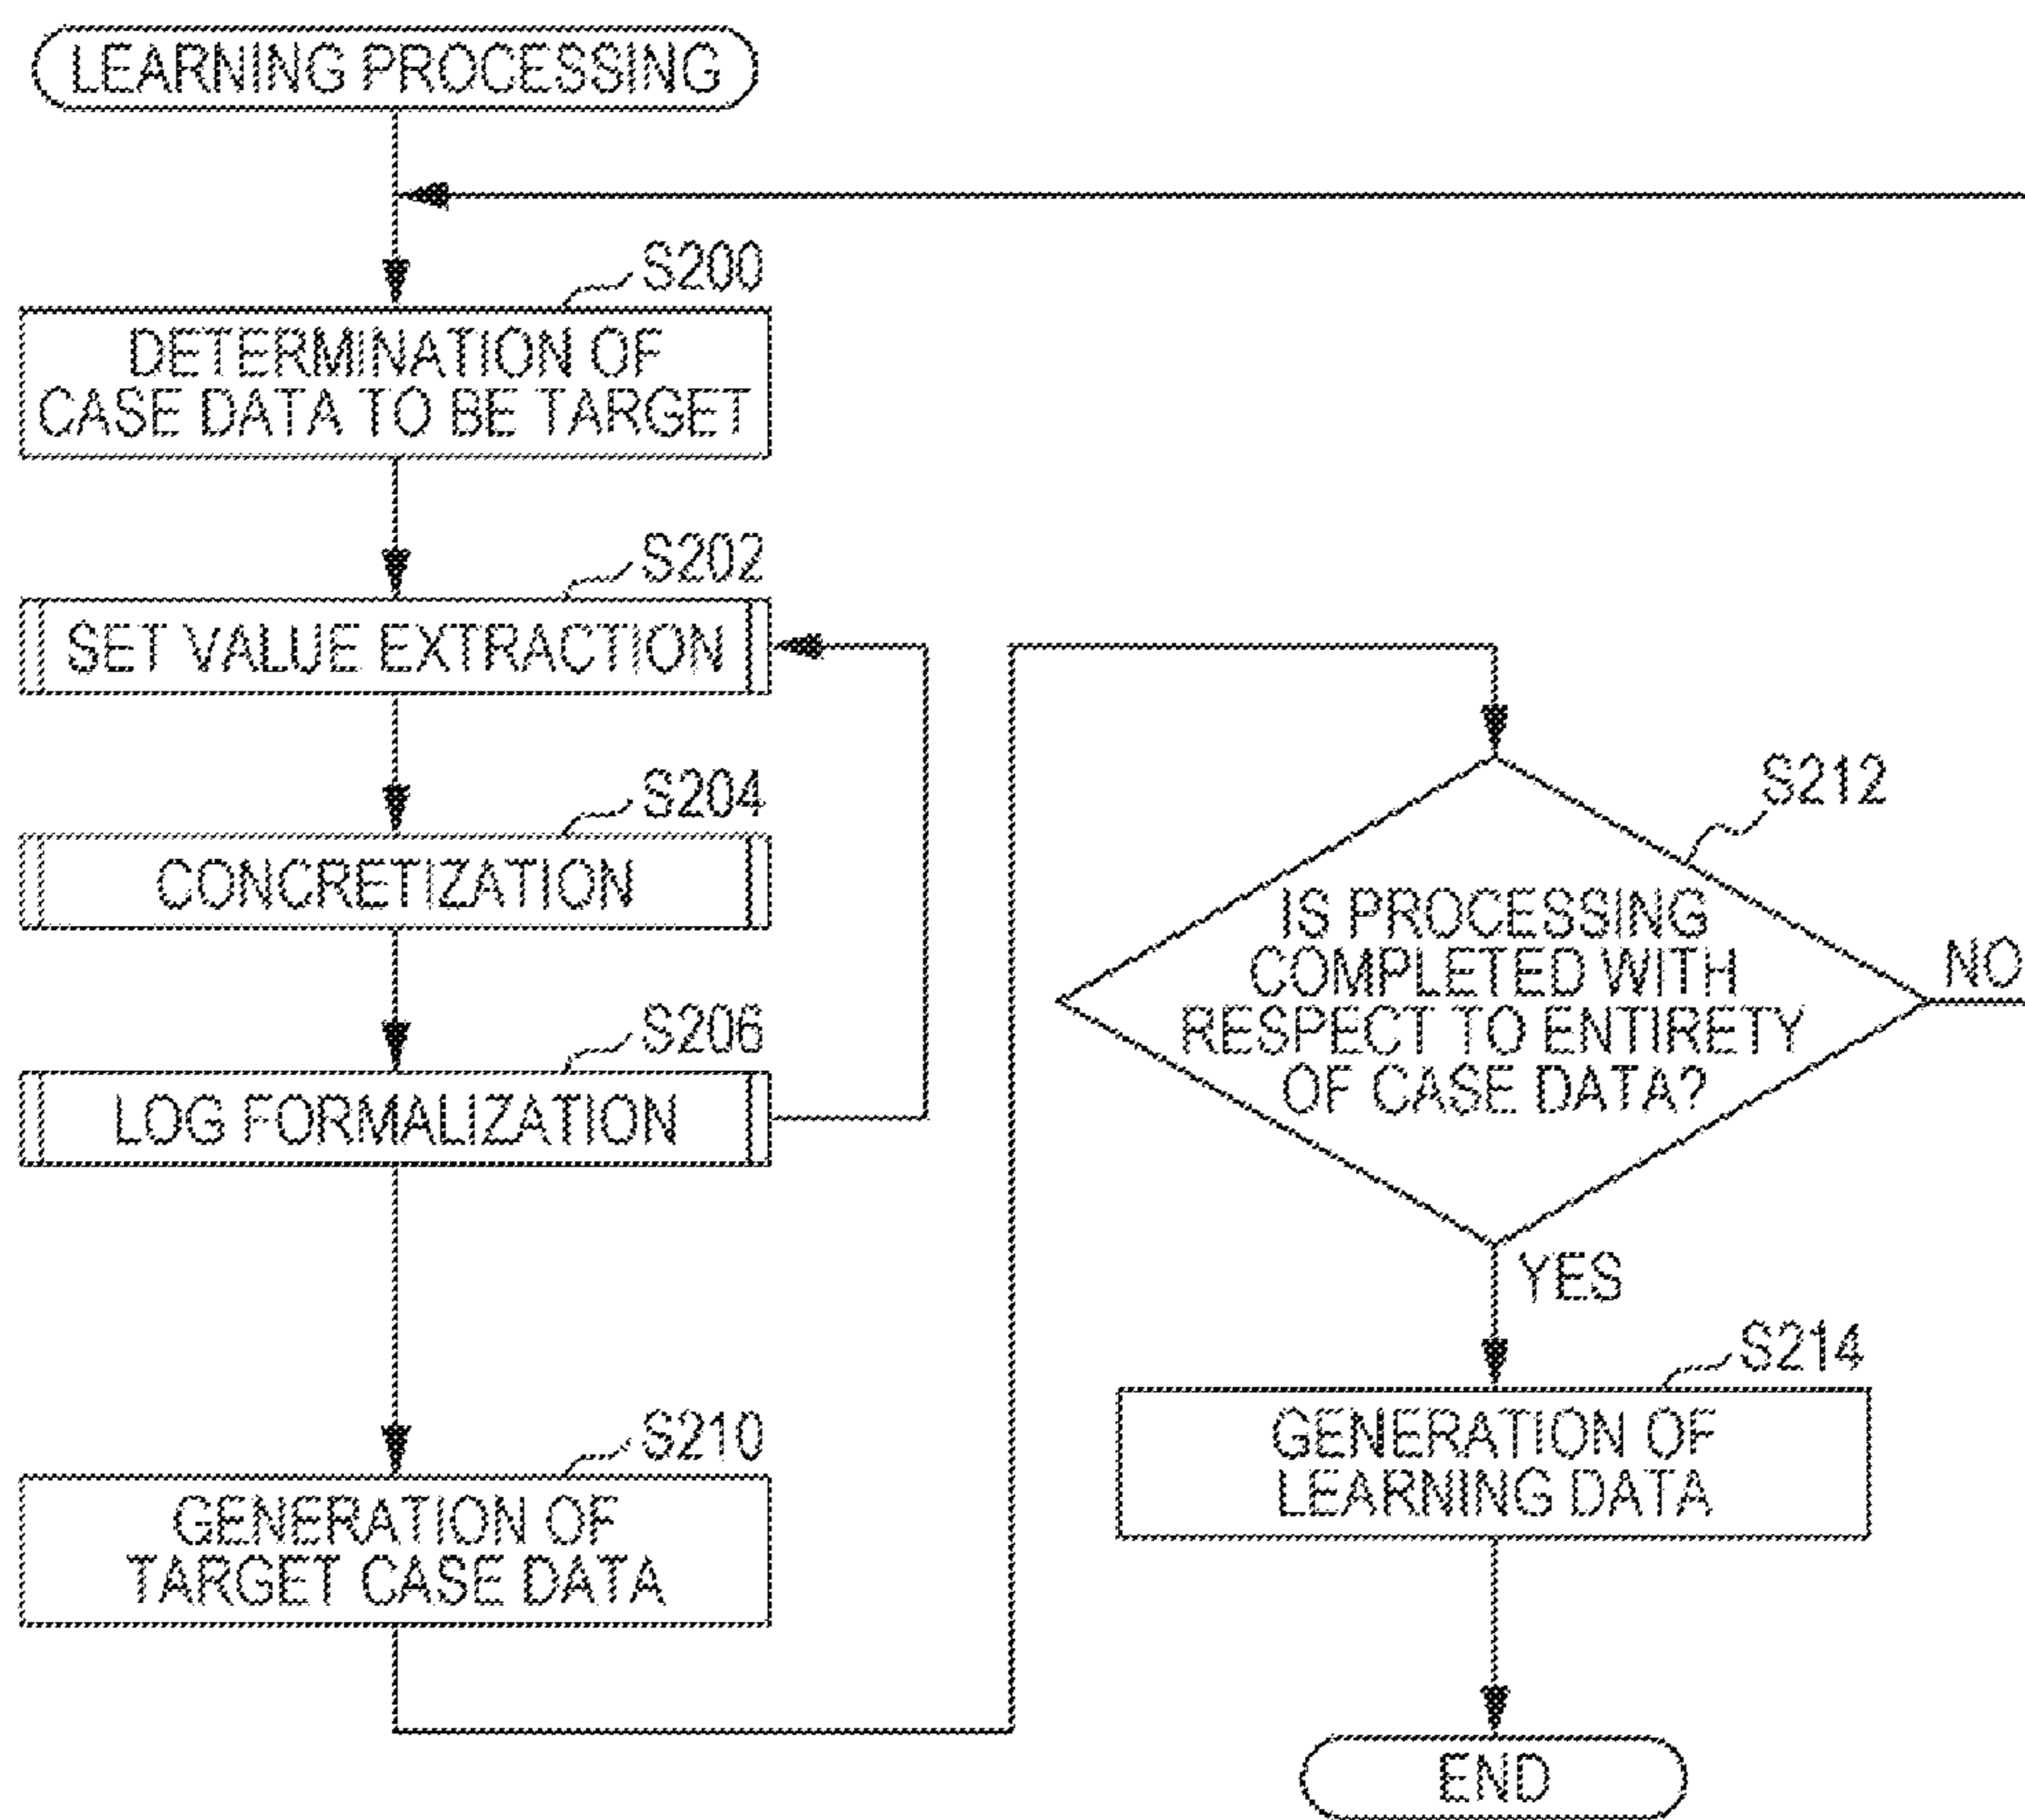 LEARNING PROCESSING
S200
DETERMINATION OF
CASE DATA TO BE TARGET
S202
SET VALUE EXTRACTION
S204
CONCRETIZATION
S206
LOG FORMALIZATION
S210
GENERATION OF
TARGET CASE DATA
S212
IS PROCESSING
COMPLETED WITH
RESPECT TO ENTIRETY
OF CASE DATA?
NO
YES
S214
GENERATION OF
LEARNING DATA
END